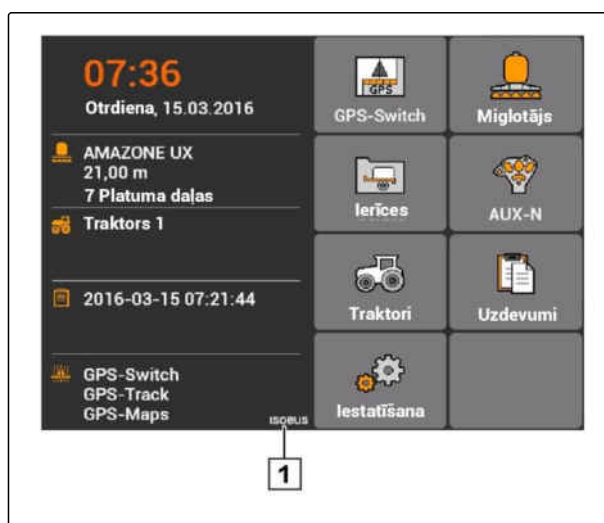 07:36
Otrdiena, 15.03.2016
AMAZONE UX
21,00 m
7 Platuma daļas
Traktors 1
2016-03-15 07:21:44
GPS-Switch
GPS-Track
GPS-Maps
ISOBUS
GPS
GPS-Switch
Miglotājs
Ierīces
AUX-N
Traktori
Uzdevumi
Iestatīšana
1